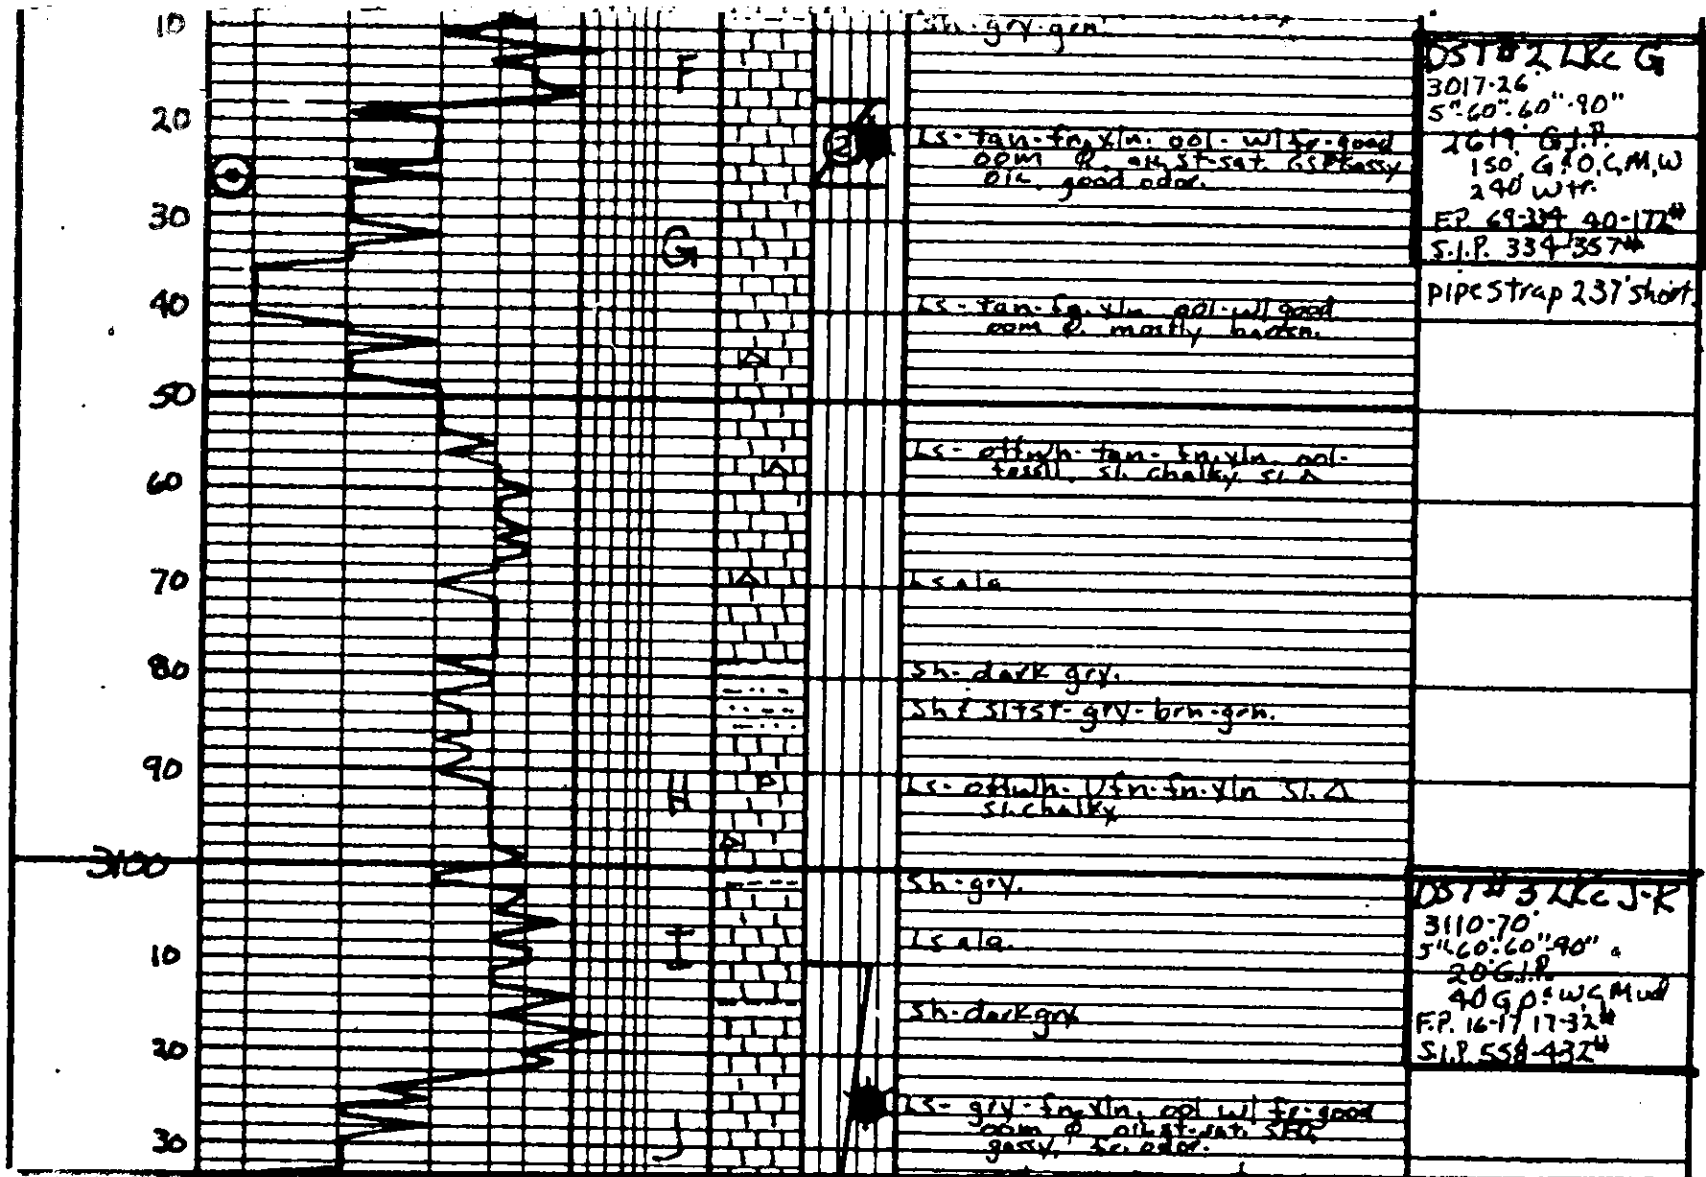 10
20
30
40
50
60
70
80
90
3100
10
20
30
F
G
H
I
J
2
Sh-gry-grn.
Ls-tan-fn.xln. ool-w/fr-good
oom ø, st-sat. gassy
oil, good odor.
Ls-tan-fn.xln ool-w/good
oom ø. mostly barren.
Ls-offwh-tan-fn.xln. ool-
fossil, sl. chalky. sl. Δ
Ls a/a
Sh-dark gry.
Sh & Sltst-gry-brn-grn.
Ls-offwh-Vfn-fn-xln sl. Δ
sl. chalky
Sh-gry.
Ls a/a.
Sh-dark gry
Ls-gry-fn.xln. ool w/ fr-good
oom ø oil st-sat. SFO,
gassy, fr. odor.
DST#2 LKC G
3017-26'
5"-60"-60"-90"
2619' G.I.P.
150' G&O,C,M,W
240' Wtr.
F.P. 69-334 40-172#
S.I.P. 334-357#
pipe strap 2.37' short
DST#3 LKC J-K
3110-70'
5"-60"-60"-90"
20' G.I.P.
40' W,C,Mud
F.P. 16-17 17-32#
S.I.P. 558-432#